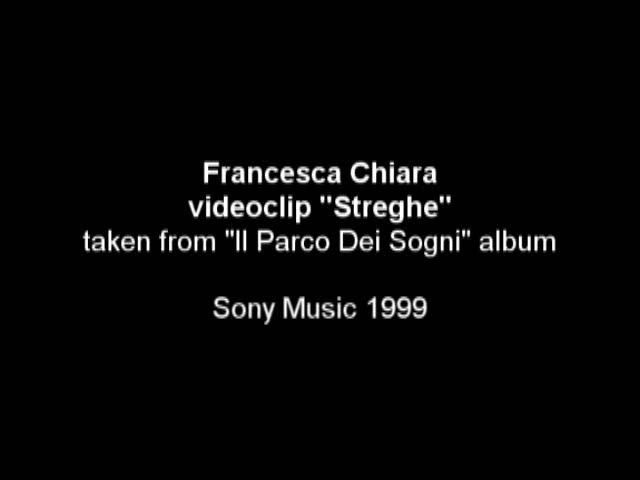 Francesca Chiara
videoclip "Streghe"
taken from "Il Parco Dei Sogni" album
Sony Music 1999